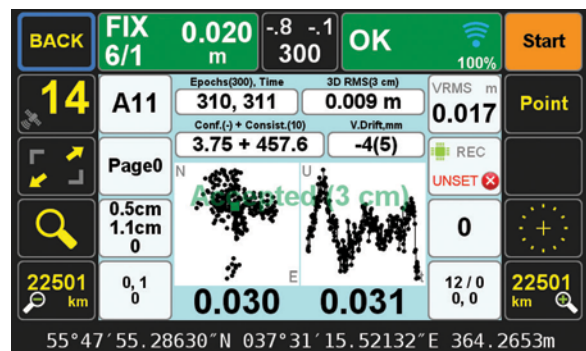 BACK
FIX 0.020
6/1 m
-.8 -.1
300
OK
100%
Start
14
A11
Epochs(300), Time
310, 311
3D RMS(3 cm)
0.009 m
VRMS m
0.017
Point
Conf.(-) + Consist.(10)
3.75 + 457.6
V.Drift,mm
-4(5)
Page0
REC
UNSET
N
U
Accepted (3 cm)
E
t
0.5cm
1.1cm
0
0
22501
km
0, 1
0
0.030
0.031
12 / 0
0, 0
22501
km
55°47′55.28630″N 037°31′15.52132″E 364.2653m